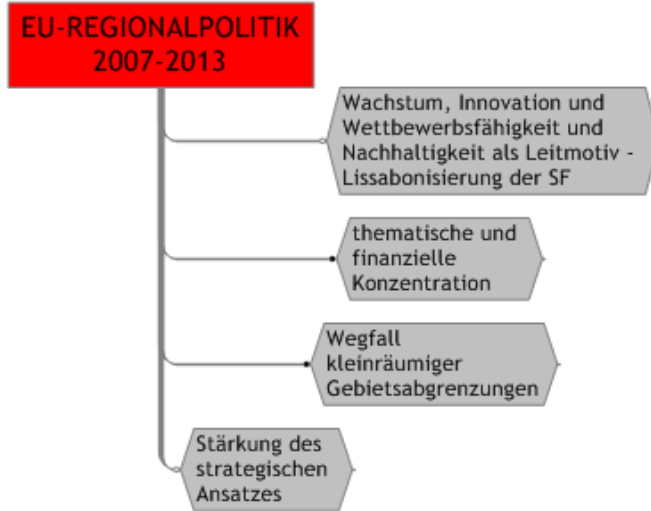 EU-REGIONALPOLITIK
2007-2013
Wachstum, Innovation und
Wettbewerbsfähigkeit und
Nachhaltigkeit als Leitmotiv -
Lissabonisierung der SF
thematische und
finanzielle
Konzentration
Wegfall
kleinräumiger
Gebietsabgrenzungen
Stärkung des
strategischen
Ansatzes